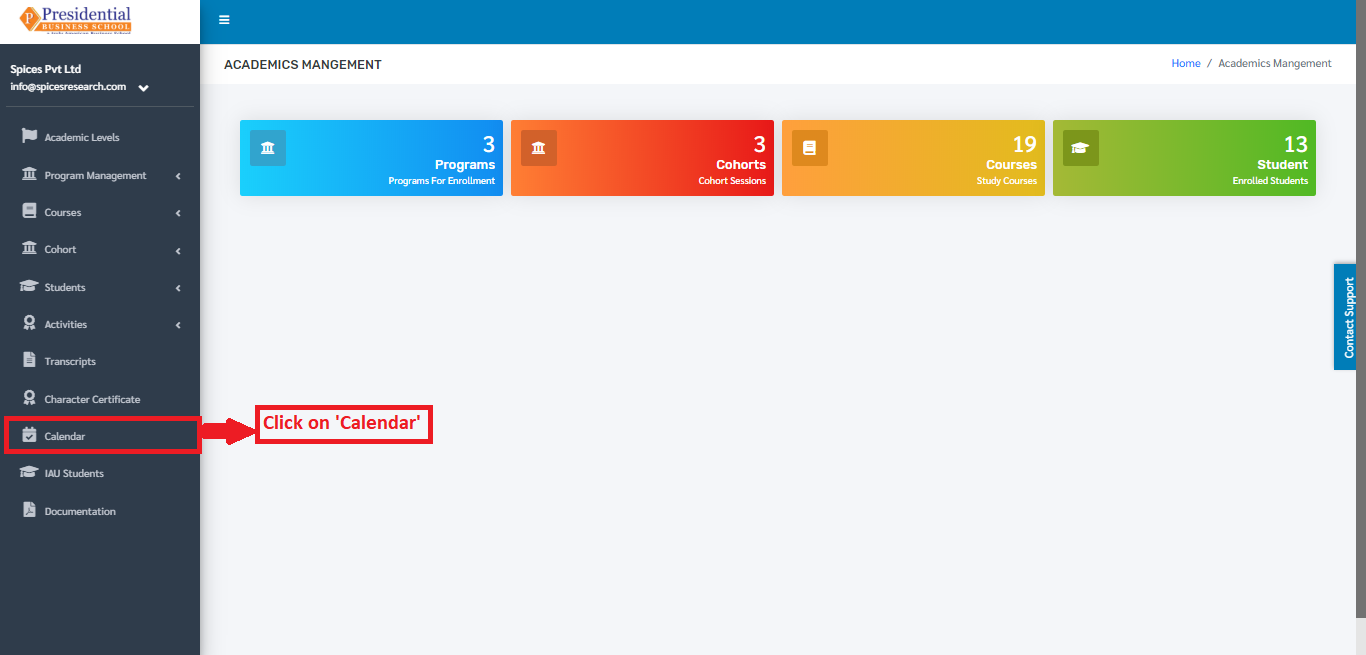 Presidential
BUSINESS SCHOOL
Spices Pvt Ltd
info@spicesresearch.com
Academic Levels
Program Management
Courses
Cohort
Students
Activities
Transcripts
Character Certificate
Calendar
IAU Students
Documentation
ACADEMICS MANGEMENT
Home / Academics Mangement
3
Programs
Programs For Enrollment
3
Cohorts
Cohort Sessions
19
Courses
Study Courses
13
Student
Enrolled Students
Click on 'Calendar'
Contact Support